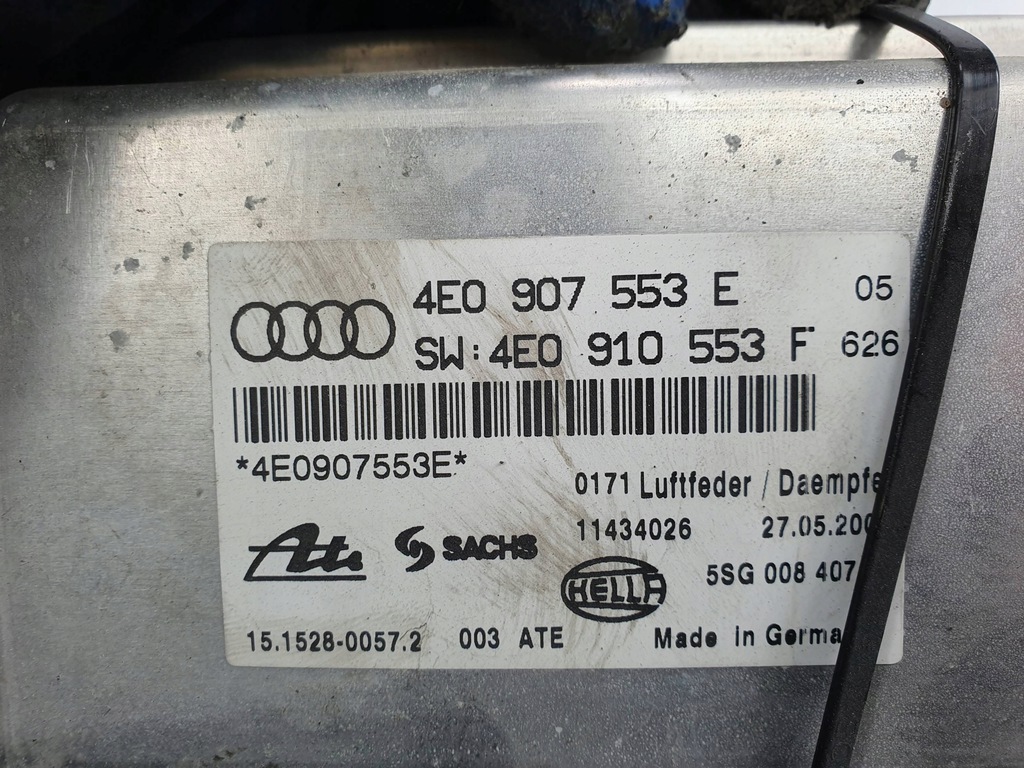 4E0 907 553 E 05
SW: 4E0 910 553 F 626
*4E0907553E*
0171 Luftfeder / Daempfe
11434026 27.05.200
Ate SACHS HELLA 5SG 008 407
15.1528-0057.2 003 ATE Made in Germa